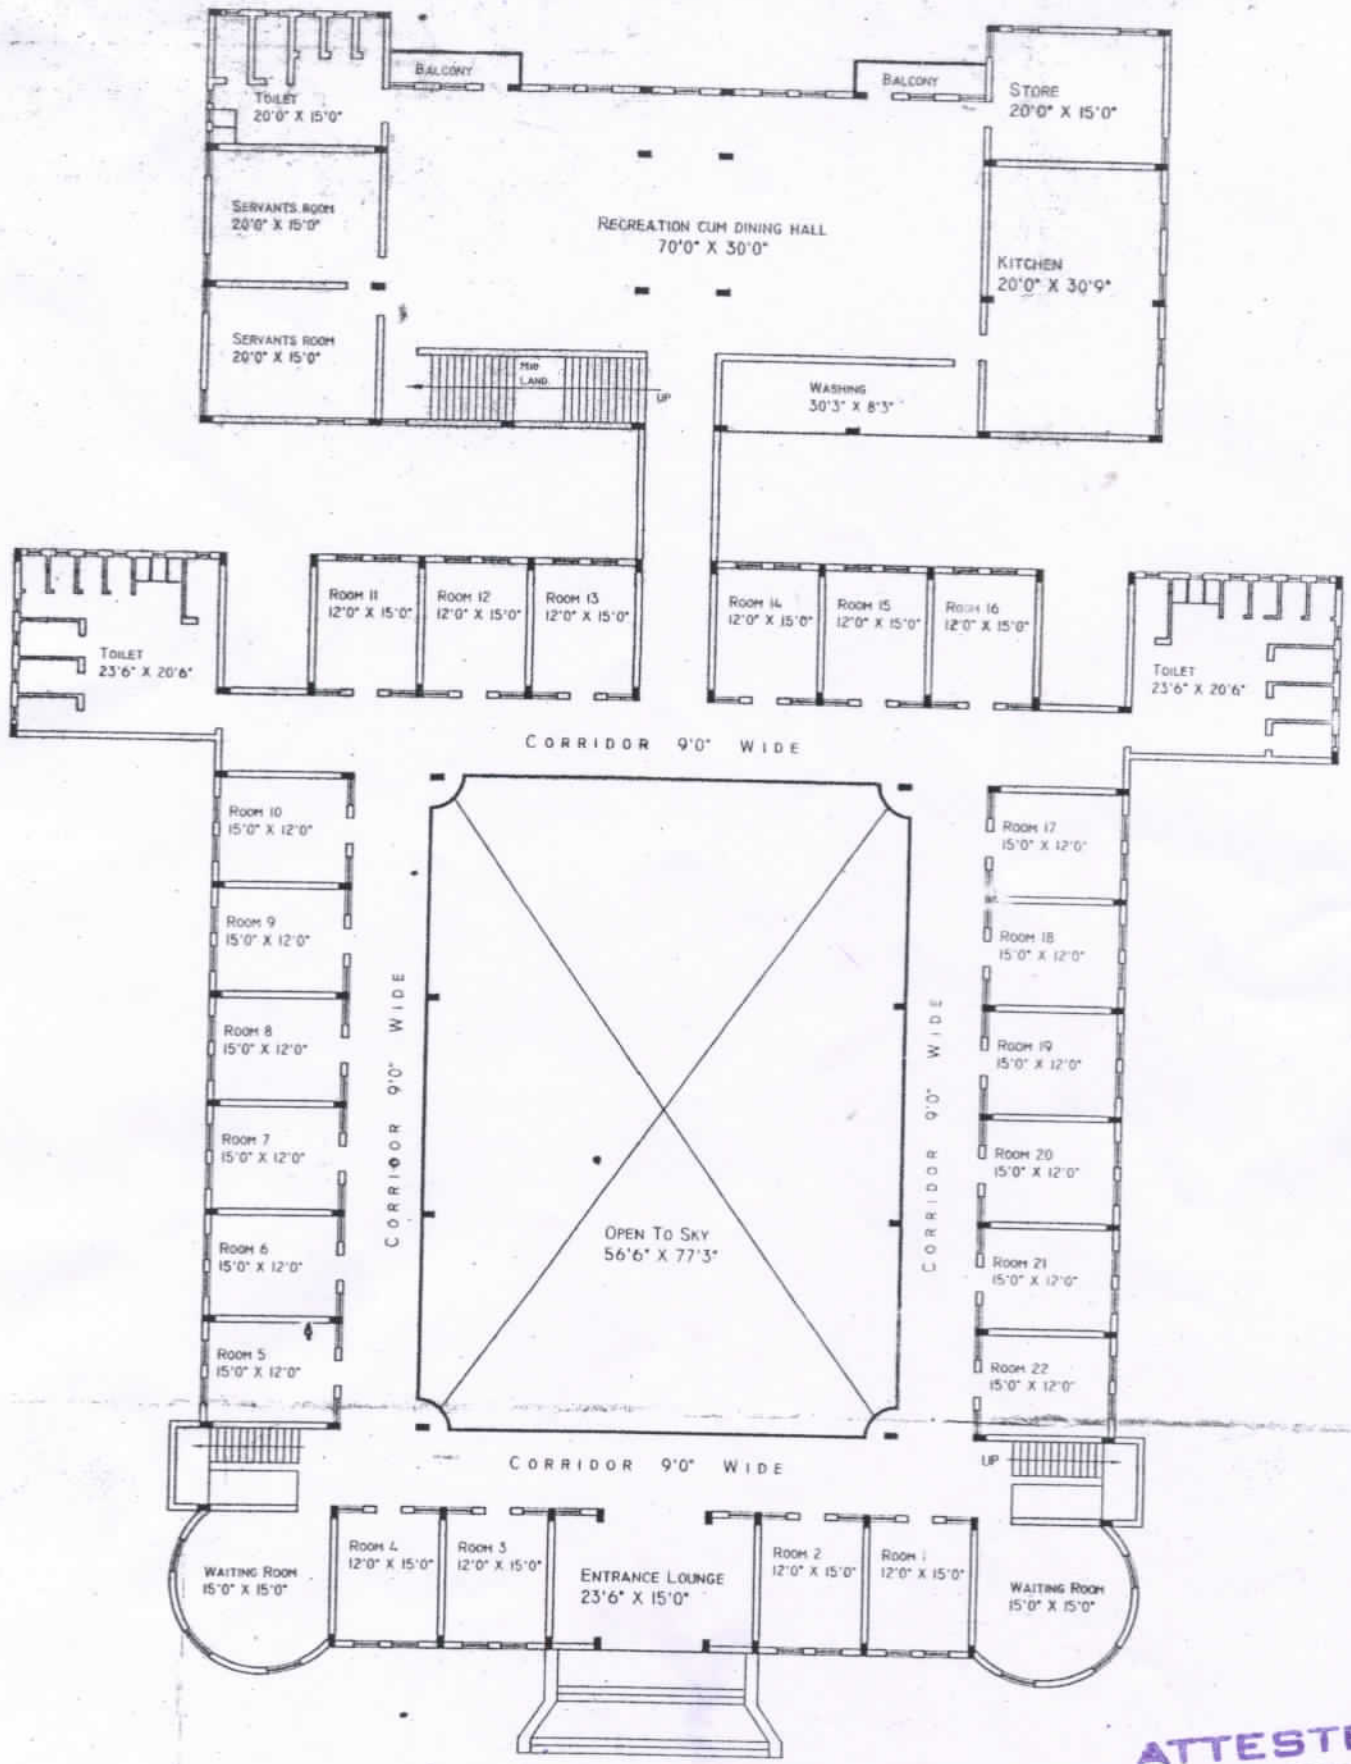 BALCONY
BALCONY
TOILET
20'0" X 15'0"
STORE
20'0" X 15'0"
SERVANTS ROOM
20'0" X 15'0"
RECREATION CUM DINING HALL
70'0" X 30'0"
KITCHEN
20'0" X 30'9"
SERVANTS ROOM
20'0" X 15'0"
MID
LAND.
UP
WASHING
30'3" X 8'3"
ROOM 11
12'0" X 15'0"
ROOM 12
12'0" X 15'0"
ROOM 13
12'0" X 15'0"
ROOM 14
12'0" X 15'0"
ROOM 15
12'0" X 15'0"
ROOM 16
12'0" X 15'0"
TOILET
23'6" X 20'6"
TOILET
23'6" X 20'6"
CORRIDOR 9'0" WIDE
ROOM 10
15'0" X 12'0"
ROOM 17
15'0" X 12'0"
ROOM 9
15'0" X 12'0"
ROOM 18
15'0" X 12'0"
CORRIDOR 9'0" WIDE
CORRIDOR 9'0" WIDE
ROOM 8
15'0" X 12'0"
ROOM 19
15'0" X 12'0"
ROOM 7
15'0" X 12'0"
ROOM 20
15'0" X 12'0"
OPEN TO SKY
56'6" X 77'3"
ROOM 6
15'0" X 12'0"
ROOM 21
15'0" X 12'0"
ROOM 5
15'0" X 12'0"
ROOM 22
15'0" X 12'0"
CORRIDOR 9'0" WIDE
UP
WAITING ROOM
15'0" X 15'0"
ROOM 4
12'0" X 15'0"
ROOM 3
12'0" X 15'0"
ENTRANCE LOUNGE
23'6" X 15'0"
ROOM 2
12'0" X 15'0"
ROOM 1
12'0" X 15'0"
WAITING ROOM
15'0" X 15'0"